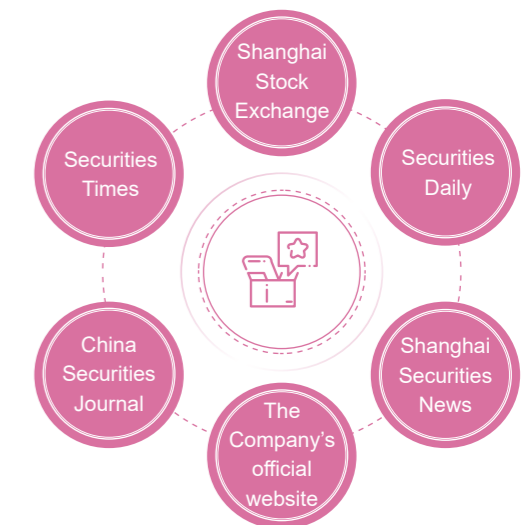 Shanghai
Stock
Exchange
Securities
Times
Securities
Daily
China
Securities
Journal
Shanghai
Securities
News
The
Company’s
official
website